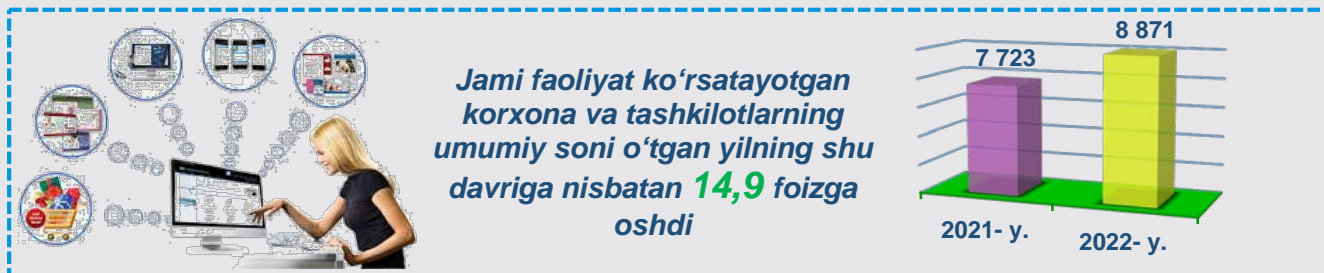 Jami faoliyat ko‘rsatayotgan
korxona va tashkilotlarning
umumiy soni o‘tgan yilning shu
davriga nisbatan 14,9 foizga
oshdi
7 723
8 871
2021- y.
2022- y.